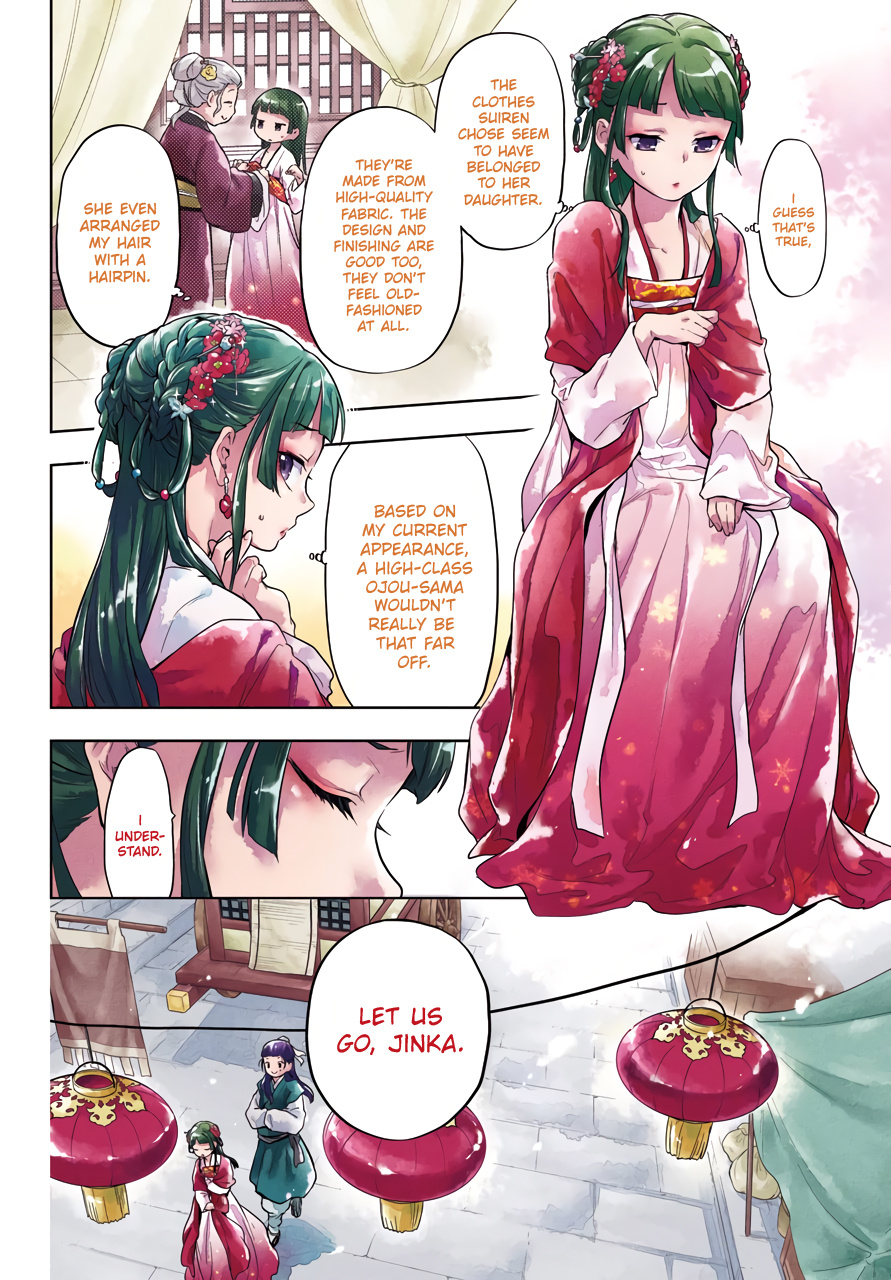 I
GUESS
THAT'S
TRUE,
THE
CLOTHES
SUIREN
CHOSE SEEM
TO HAVE
BELONGED
TO HER
DAUGHTER.
THEY'RE
MADE FROM
HIGH-QUALITY
FABRIC. THE
DESIGN AND
FINISHING ARE
GOOD TOO,
THEY DON'T
FEEL OLD-
FASHIONED
AT ALL.
SHE EVEN
ARRANGED
MY HAIR
WITH A
HAIRPIN.
BASED ON
MY CURRENT
APPEARANCE,
A HIGH-CLASS
OJOU-SAMA
WOULDN'T
REALLY BE
THAT FAR
OFF.
I
UNDER-
STAND.
LET US
GO, JINKA.